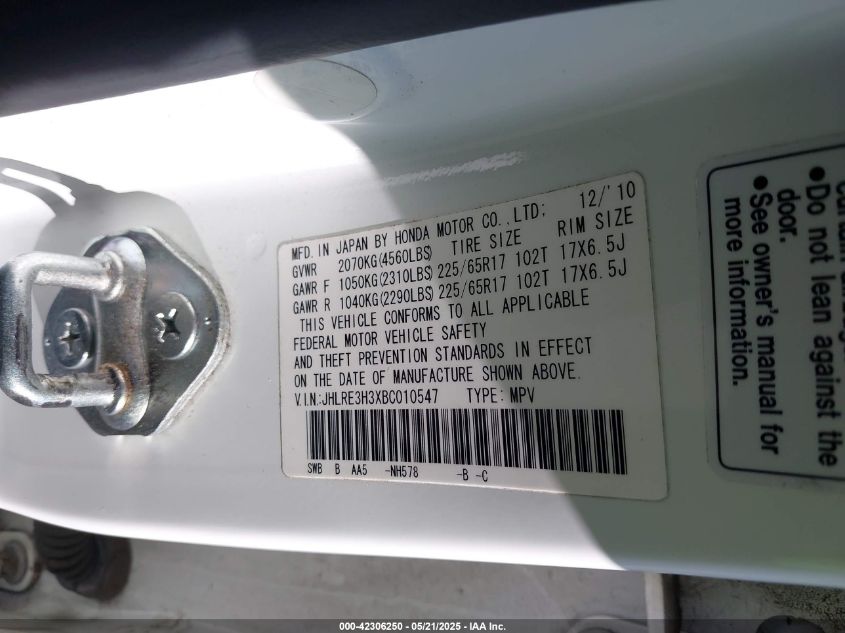 MFD. IN JAPAN BY HONDA MOTOR CO.,LTD; 12/'10
GVWR 2070KG(4560LBS) TIRE SIZE RIM SIZE
GAWR F 1050KG(2310LBS) 225/65R17 102T 17X6.5J
GAWR R 1040KG(2290LBS) 225/65R17 102T 17X6.5J
THIS VEHICLE CONFORMS TO ALL APPLICABLE
FEDERAL MOTOR VEHICLE SAFETY
AND THEFT PREVENTION STANDARDS IN EFFECT
ON THE DATE OF MANUFACTURE SHOWN ABOVE.
VIN:JHLRE3H3XBC010547 TYPE: MPV
SWB B AA5 -NH578 -B -C
●Do not lean against the
door.
●See owner's manual for
more information.
000-42306250 - 05/21/2025 - IAA Inc.